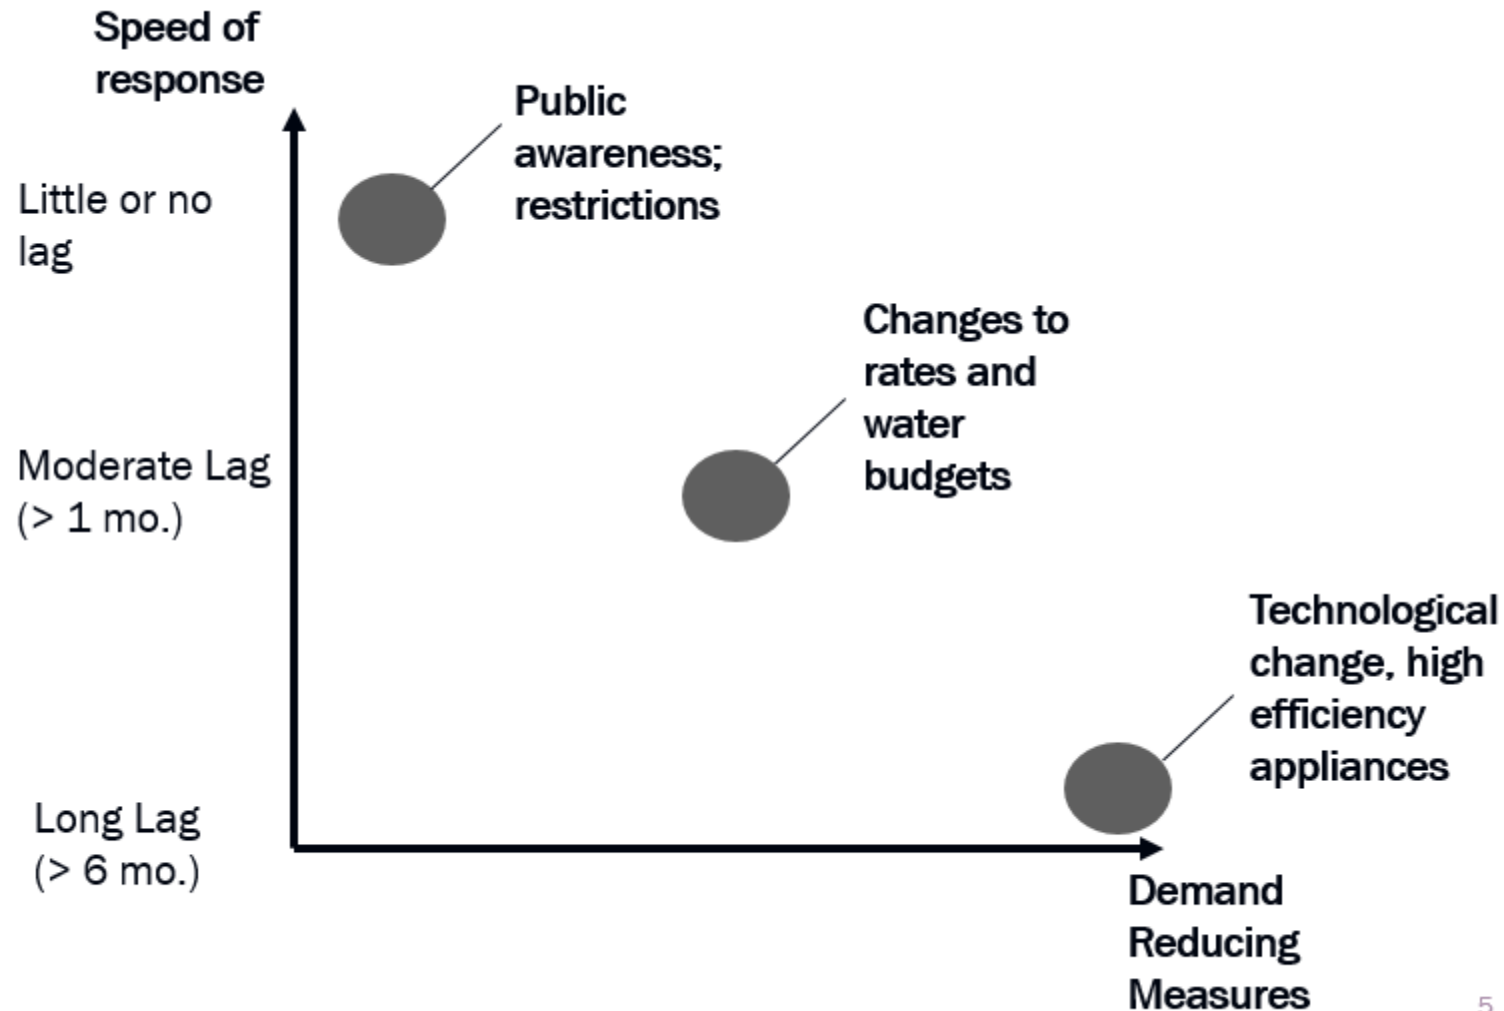 Speed of
response
Public
awareness;
restrictions
Little or no
lag
Changes to
rates and
water
budgets
Moderate Lag
(> 1 mo.)
Technological
change, high
efficiency
appliances
Long Lag
(> 6 mo.)
Demand
Reducing
Measures
5